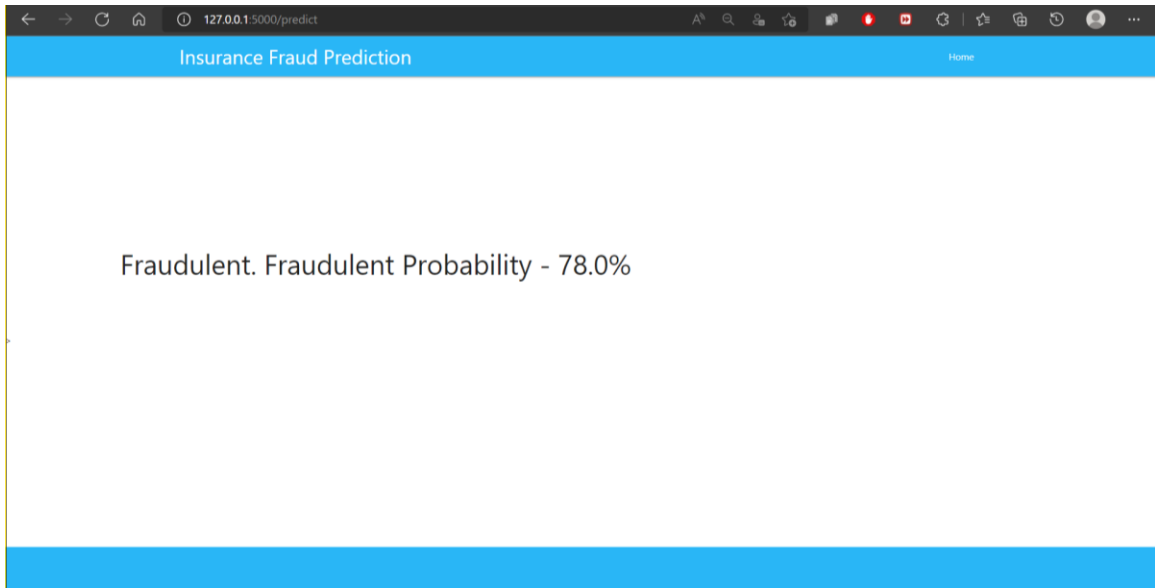 127.0.0.1:5000/predict
Insurance Fraud Prediction
Home
Fraudulent. Fraudulent Probability - 78.0%